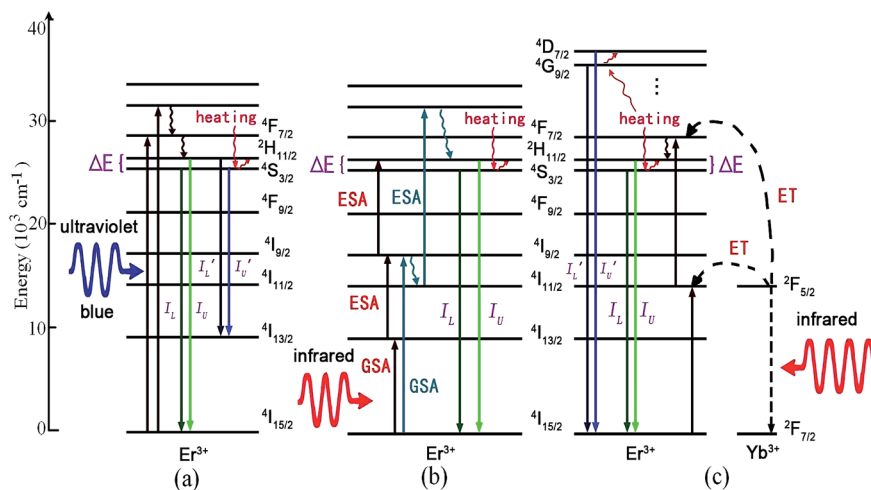 Energy (10³ cm⁻¹)
40
30
20
10
0
ultraviolet
blue
ΔE {
heating
⁴F₇/₂
²H₁₁/₂
⁴S₃/₂
⁴F₉/₂
⁴I₉/₂
⁴I₁₁/₂
⁴I₁₃/₂
⁴I₁₅/₂
I_L'
I_U'
I_L
I_U
Er³⁺
(a)
infrared
ΔE {
heating
ESA
ESA
ESA
GSA
GSA
I_L
I_U
⁴F₇/₂
²H₁₁/₂
⁴S₃/₂
⁴F₉/₂
⁴I₉/₂
⁴I₁₁/₂
⁴I₁₃/₂
⁴I₁₅/₂
Er³⁺
(b)
⁴D₇/₂
⁴G₉/₂
...
heating
} ΔE
I_L'
I_U'
I_L
I_U
ET
ET
²F₅/₂
infrared
²F₇/₂
Er³⁺
Yb³⁺
(c)